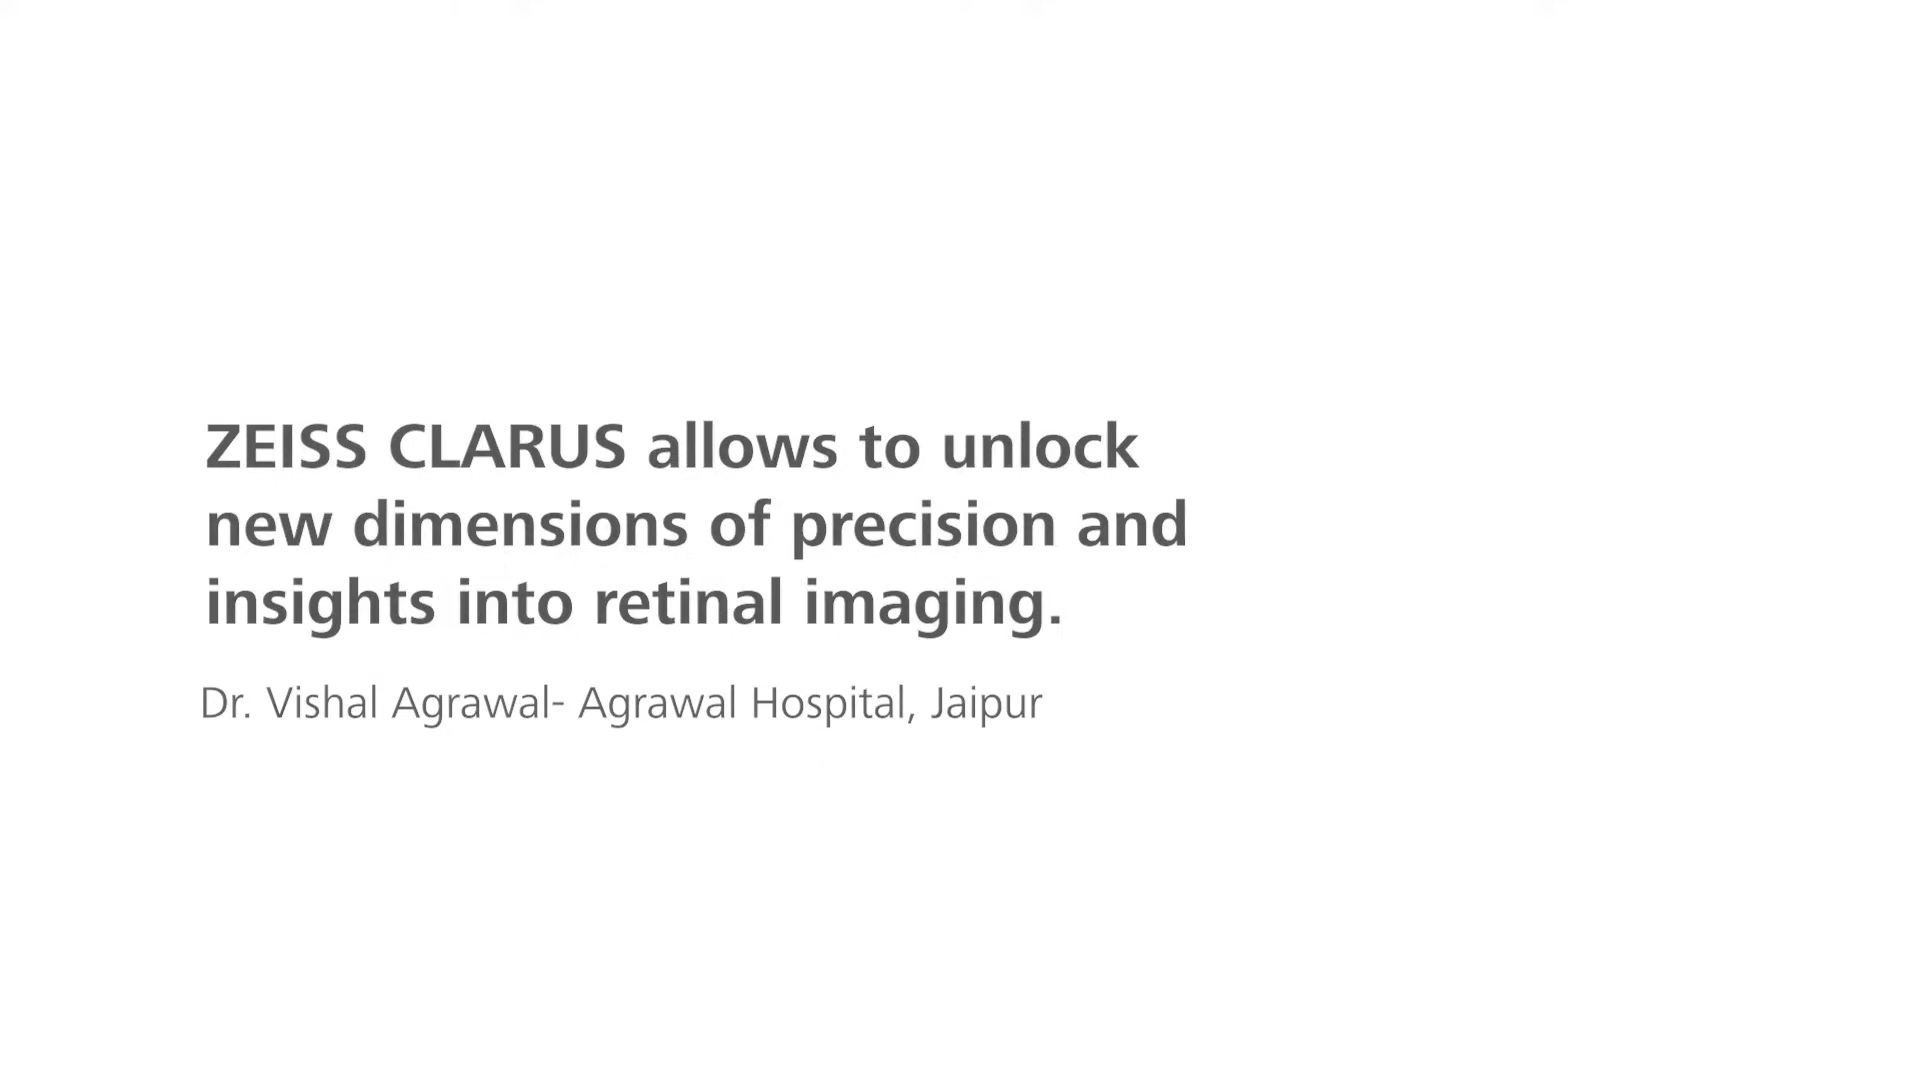 ZEISS CLARUS allows to unlock
new dimensions of precision and
insights into retinal imaging.
Dr. Vishal Agrawal- Agrawal Hospital, Jaipur